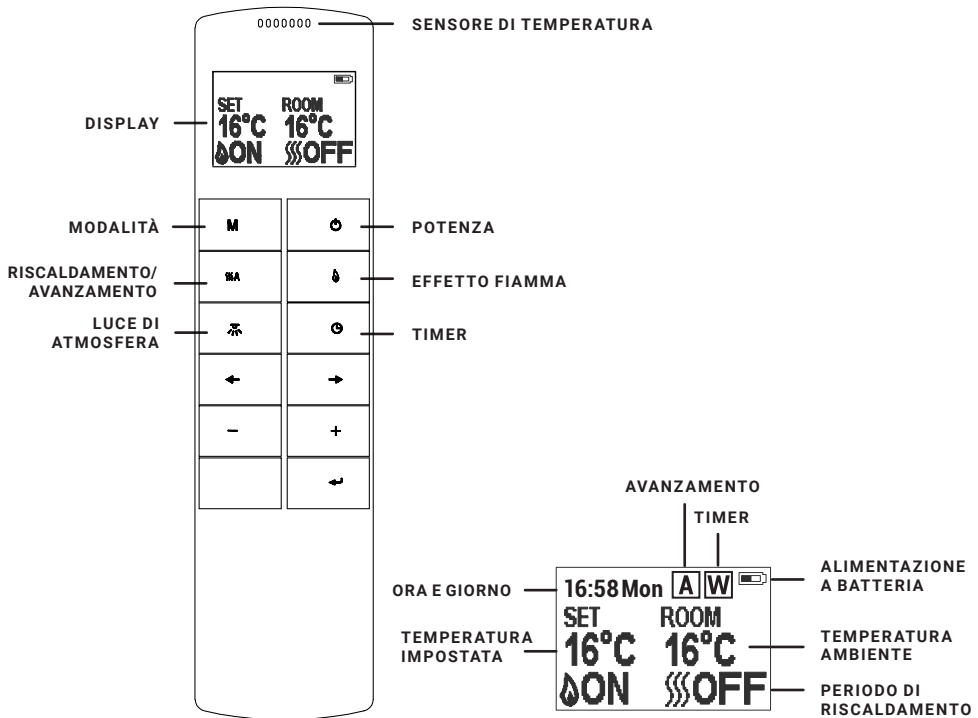 SENSORE DI TEMPERATURA
SET ROOM
16°C 16°C
ON OFF
DISPLAY
MODALITÀ
M
POTENZA
RISCALDAMENTO/
AVANZAMENTO
A
EFFETTO FIAMMA
LUCE DI
ATMOSFERA
TIMER
← →
− +
↵
AVANZAMENTO
TIMER
ORA E GIORNO
16:58 Mon A W
ALIMENTAZIONE
A BATTERIA
SET ROOM
16°C 16°C
ON OFF
TEMPERATURA
IMPOSTATA
TEMPERATURA
AMBIENTE
PERIODO DI
RISCALDAMENTO